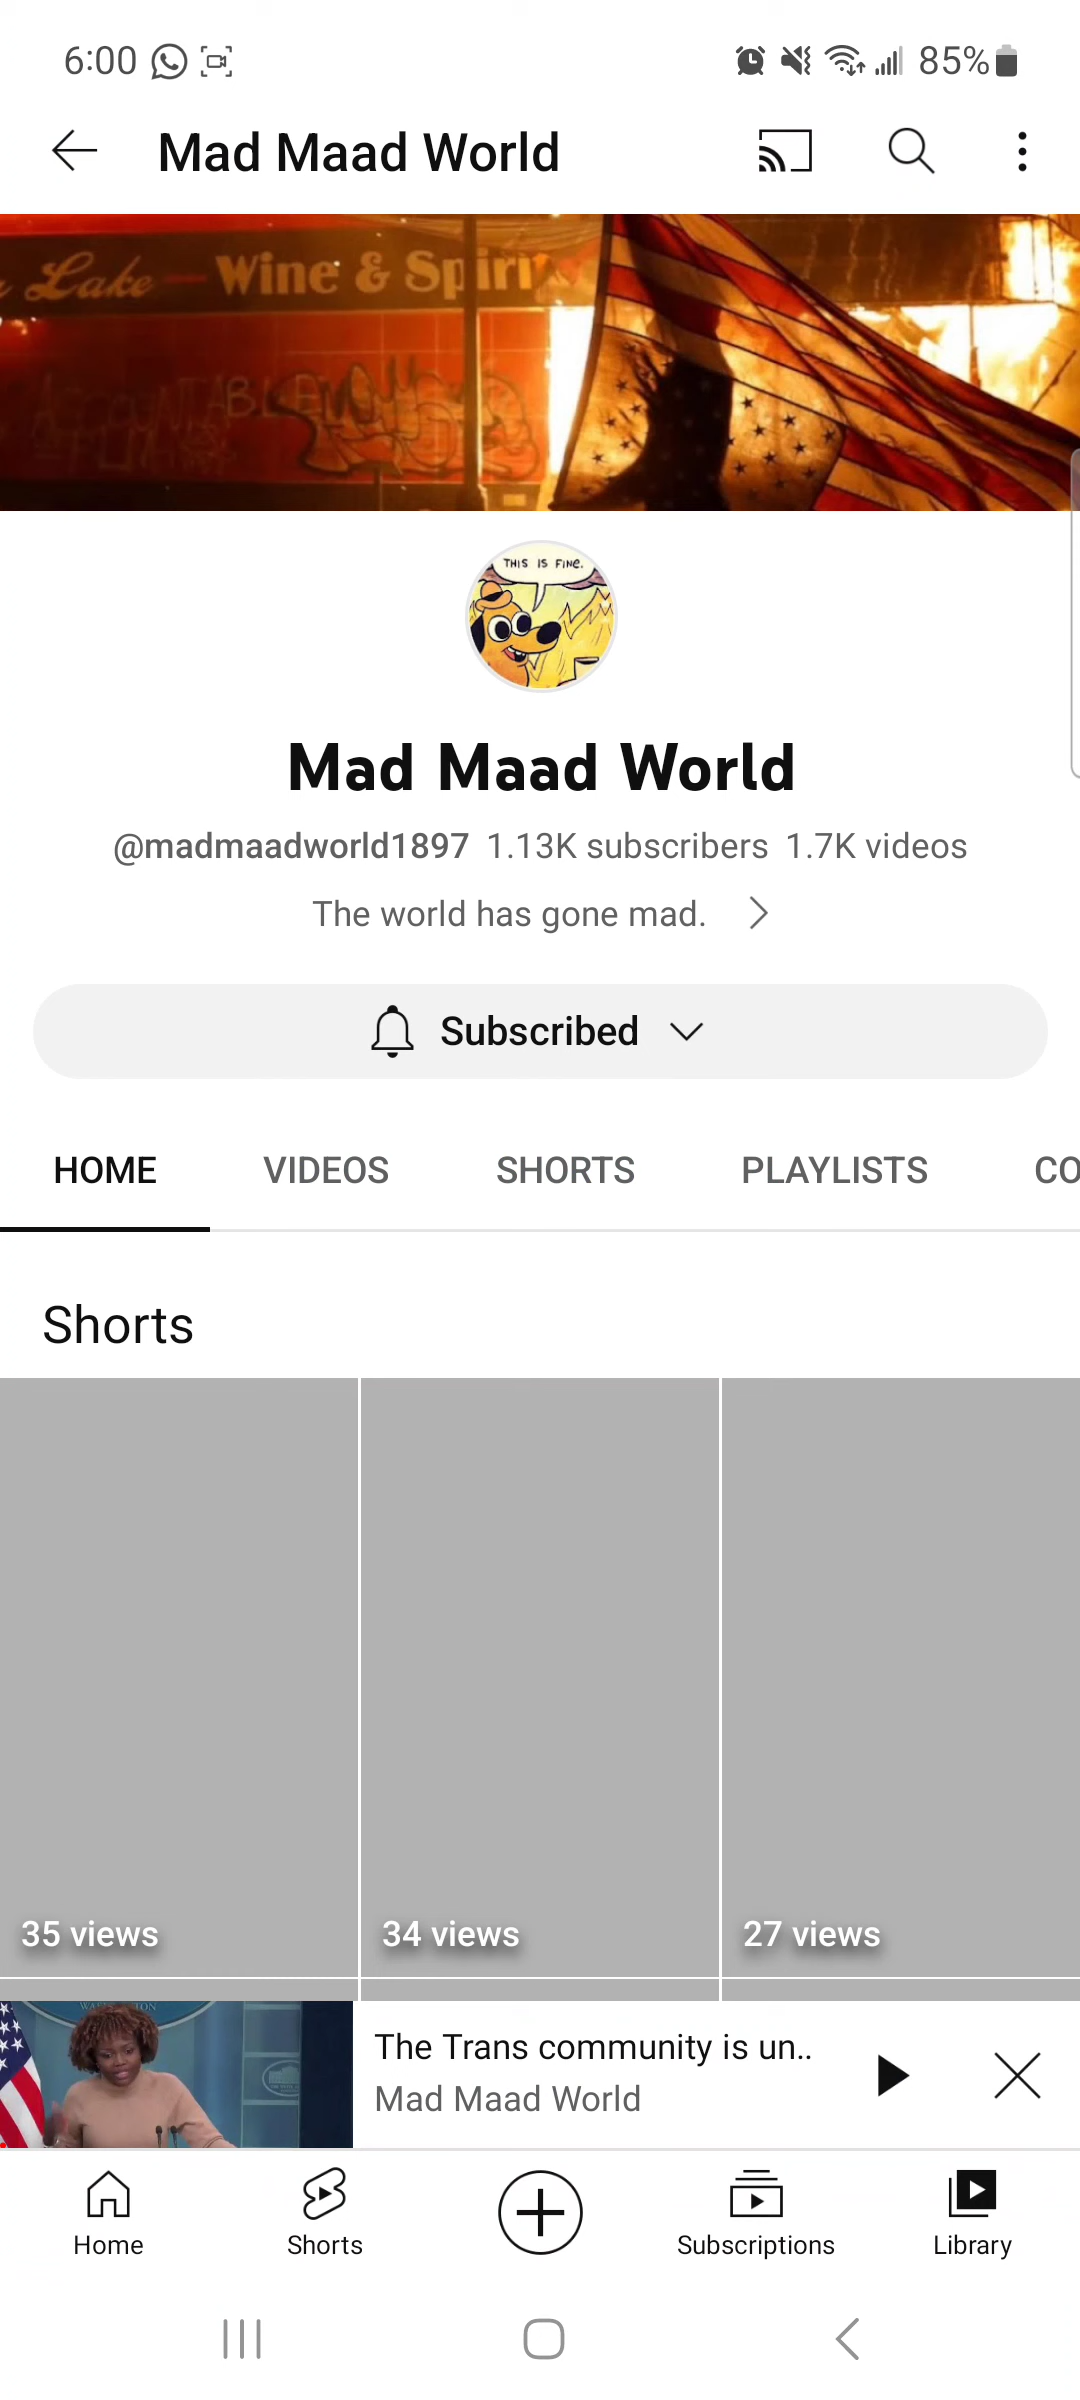 6:00
85%
Mad Maad World
Lake — Wine & Spiri
THIS IS FINE.
Mad Maad World
@madmaadworld1897 1.13K subscribers 1.7K videos
The world has gone mad.
Subscribed
HOME VIDEOS SHORTS PLAYLISTS CO
Shorts
35 views 34 views 27 views
The Trans community is un..
Mad Maad World
Home Shorts Subscriptions Library